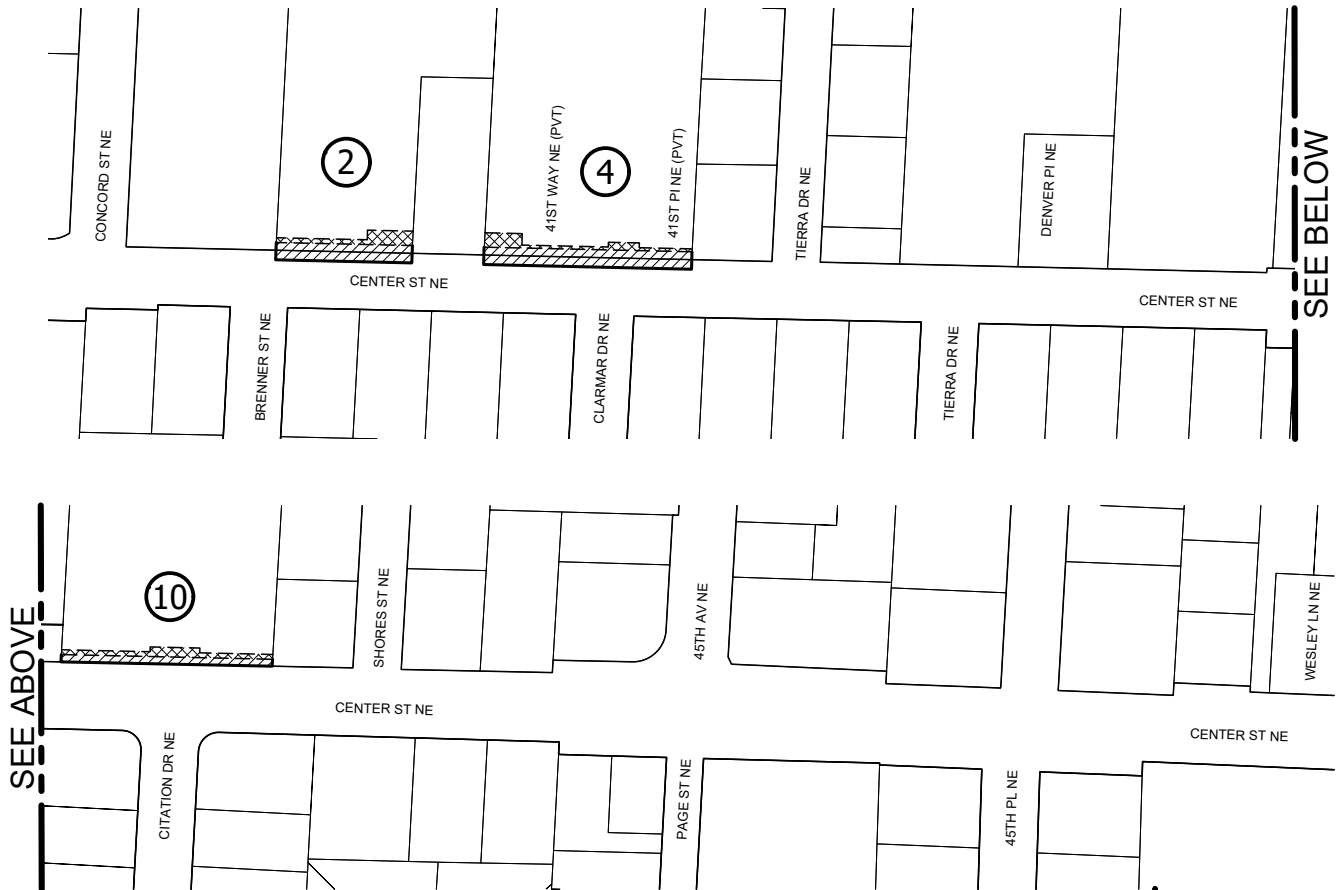 CONCORD ST NE
2
41ST WAY NE (PVT)
4
41ST Pl NE (PVT)
TIERRA DR NE
DENVER Pl NE
SEE BELOW
CENTER ST NE
CENTER ST NE
BRENNER ST NE
CLARMAR DR NE
TIERRA DR NE
SEE ABOVE
10
SHORES ST NE
45TH AV NE
WESLEY LN NE
CENTER ST NE
CENTER ST NE
CITATION DR NE
PAGE ST NE
45TH PL NE